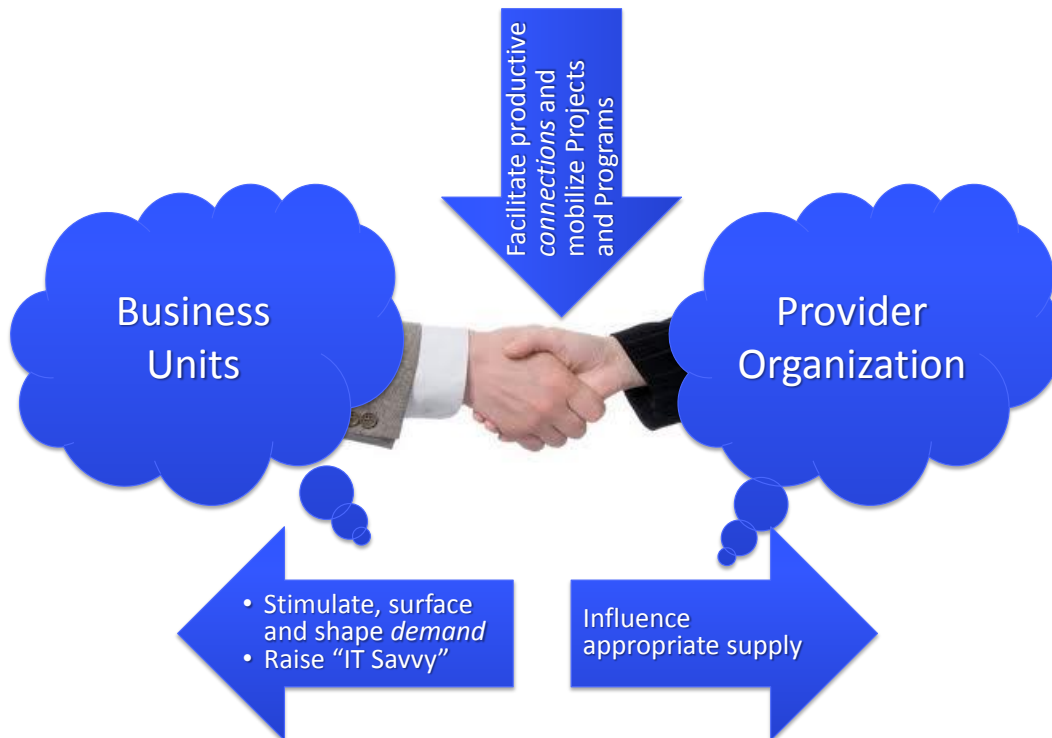 Facilitate productive
connections and
mobilize Projects
and Programs
Business
Units
Provider
Organization
• Stimulate, surface
and shape demand
• Raise “IT Savvy”
Influence
appropriate supply